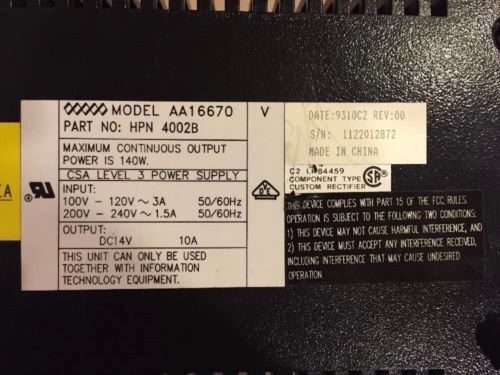 MODEL AA16670
PART NO: HPN 4002B
MAXIMUM CONTINUOUS OUTPUT
POWER IS 140W.
CSA LEVEL 3 POWER SUPPLY
INPUT:
100V - 120V ~ 3A 50/60Hz
200V - 240V ~ 1.5A 50/60Hz
OUTPUT:
DC14V 10A
THIS UNIT CAN ONLY BE USED
TOGETHER WITH INFORMATION
TECHNOLOGY EQUIPMENT.
V
DATE:9310C2 REV:00
S/N: 1122012872
MADE IN CHINA
C2 84459
COMPONENT TYPE
CUSTOM RECTIFIER
THIS DEVICE COMPLIES WITH PART 15 OF THE FCC RULES.
OPERATION IS SUBJECT TO THE FOLLOWING TWO CONDITIONS:
1) THIS DEVICE MAY NOT CAUSE HARMFUL INTERFERENCE, AND
2) THIS DEVICE MUST ACCEPT ANY INTERFERENCE RECEIVED,
INCLUDING INTERFERENCE THAT MAY CAUSE UNDESIRED
OPERATION.